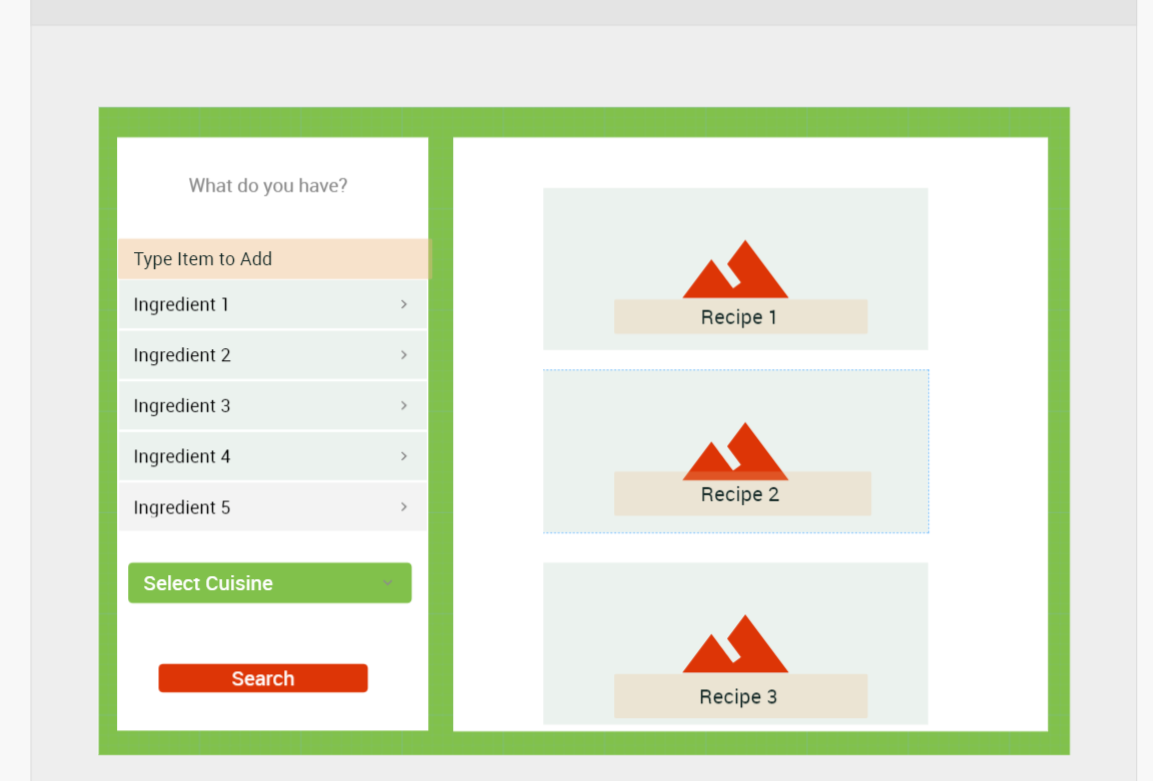 What do you have?
Type Item to Add
Ingredient 1
Ingredient 2
Ingredient 3
Ingredient 4
Ingredient 5
Select Cuisine
Search
Recipe 1
Recipe 2
Recipe 3